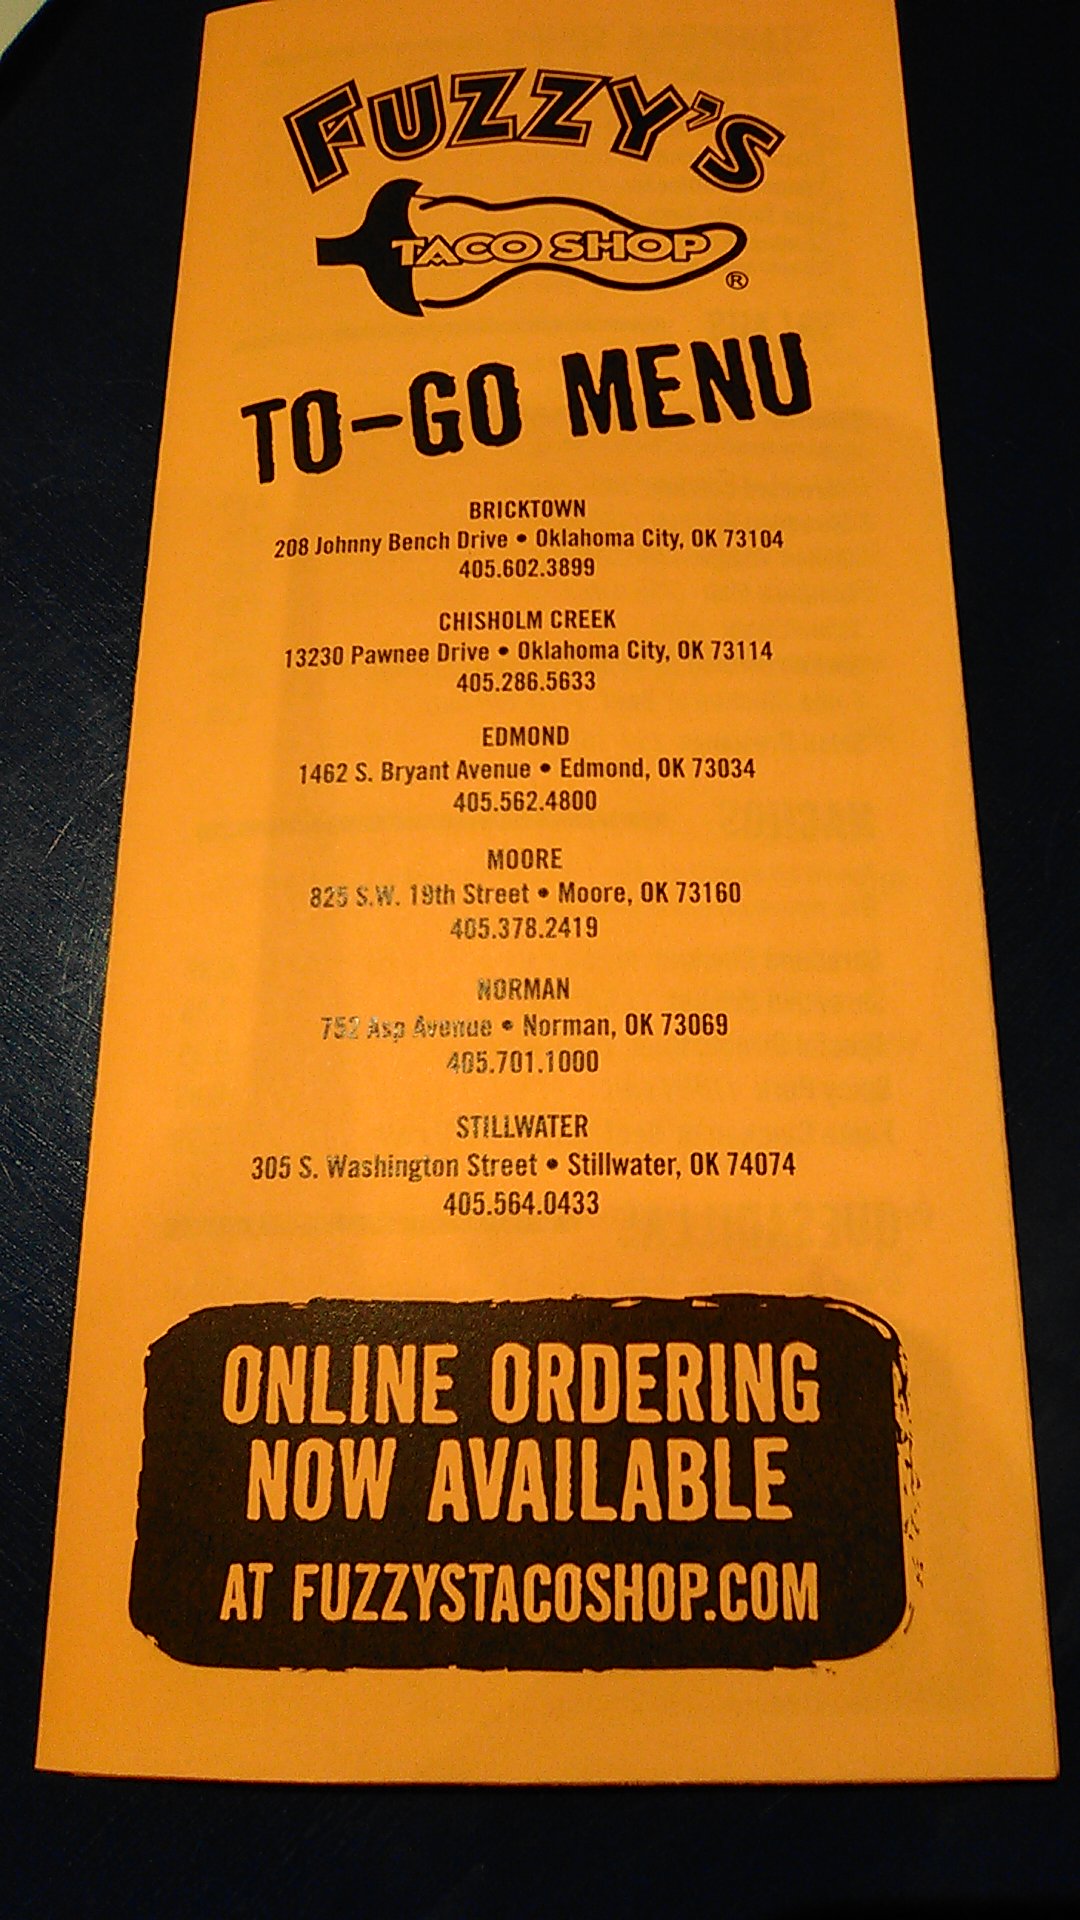 FUZZY'S
TACO SHOP®
TO-GO MENU
BRICKTOWN
208 Johnny Bench Drive • Oklahoma City, OK 73104
405.602.3899
CHISHOLM CREEK
13230 Pawnee Drive • Oklahoma City, OK 73114
405.286.5633
EDMOND
1462 S. Bryant Avenue • Edmond, OK 73034
405.562.4800
MOORE
825 S.W. 19th Street • Moore, OK 73160
405.378.2419
NORMAN
752 Asp Avenue • Norman, OK 73069
405.701.1000
STILLWATER
305 S. Washington Street • Stillwater, OK 74074
405.564.0433
ONLINE ORDERING
NOW AVAILABLE
AT FUZZYSTACOSHOP.COM